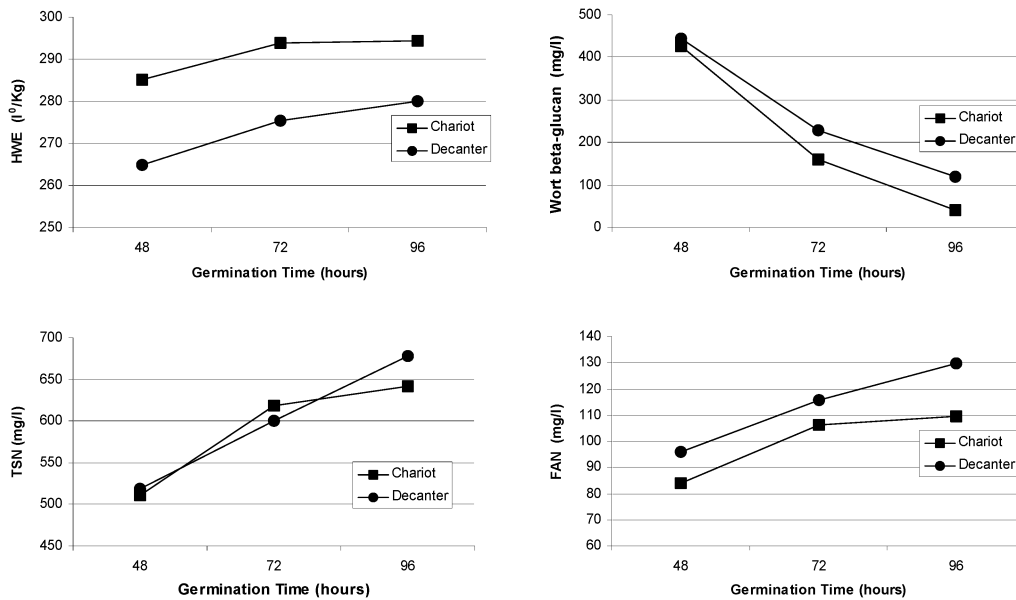 300
290
280
270
260
250
HWE (l⁰/Kg)
Chariot
Decanter
48 72 96
Germination Time (hours)
500
400
300
200
100
0
Wort beta-glucan (mg/l)
Chariot
Decanter
48 72 96
Germination Time (hours)
700
650
600
550
500
450
TSN (mg/l)
Chariot
Decanter
48 72 96
Germination Time (hours)
140
130
120
110
100
90
80
70
60
FAN (mg/l)
Chariot
Decanter
48 72 96
Germination Time (hours)